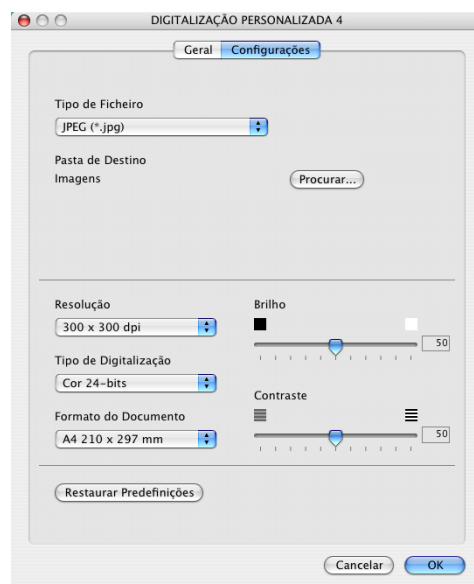 DIGITALIZAÇÃO PERSONALIZADA 4
Geral Configurações
Tipo de Ficheiro
JPEG (*.jpg)
Pasta de Destino
Imagens Procurar...
Resolução
300 x 300 dpi
Tipo de Digitalização
Cor 24-bits
Formato do Documento
A4 210 x 297 mm
Brilho
50
Contraste
50
Restaurar Predefinições
Cancelar OK